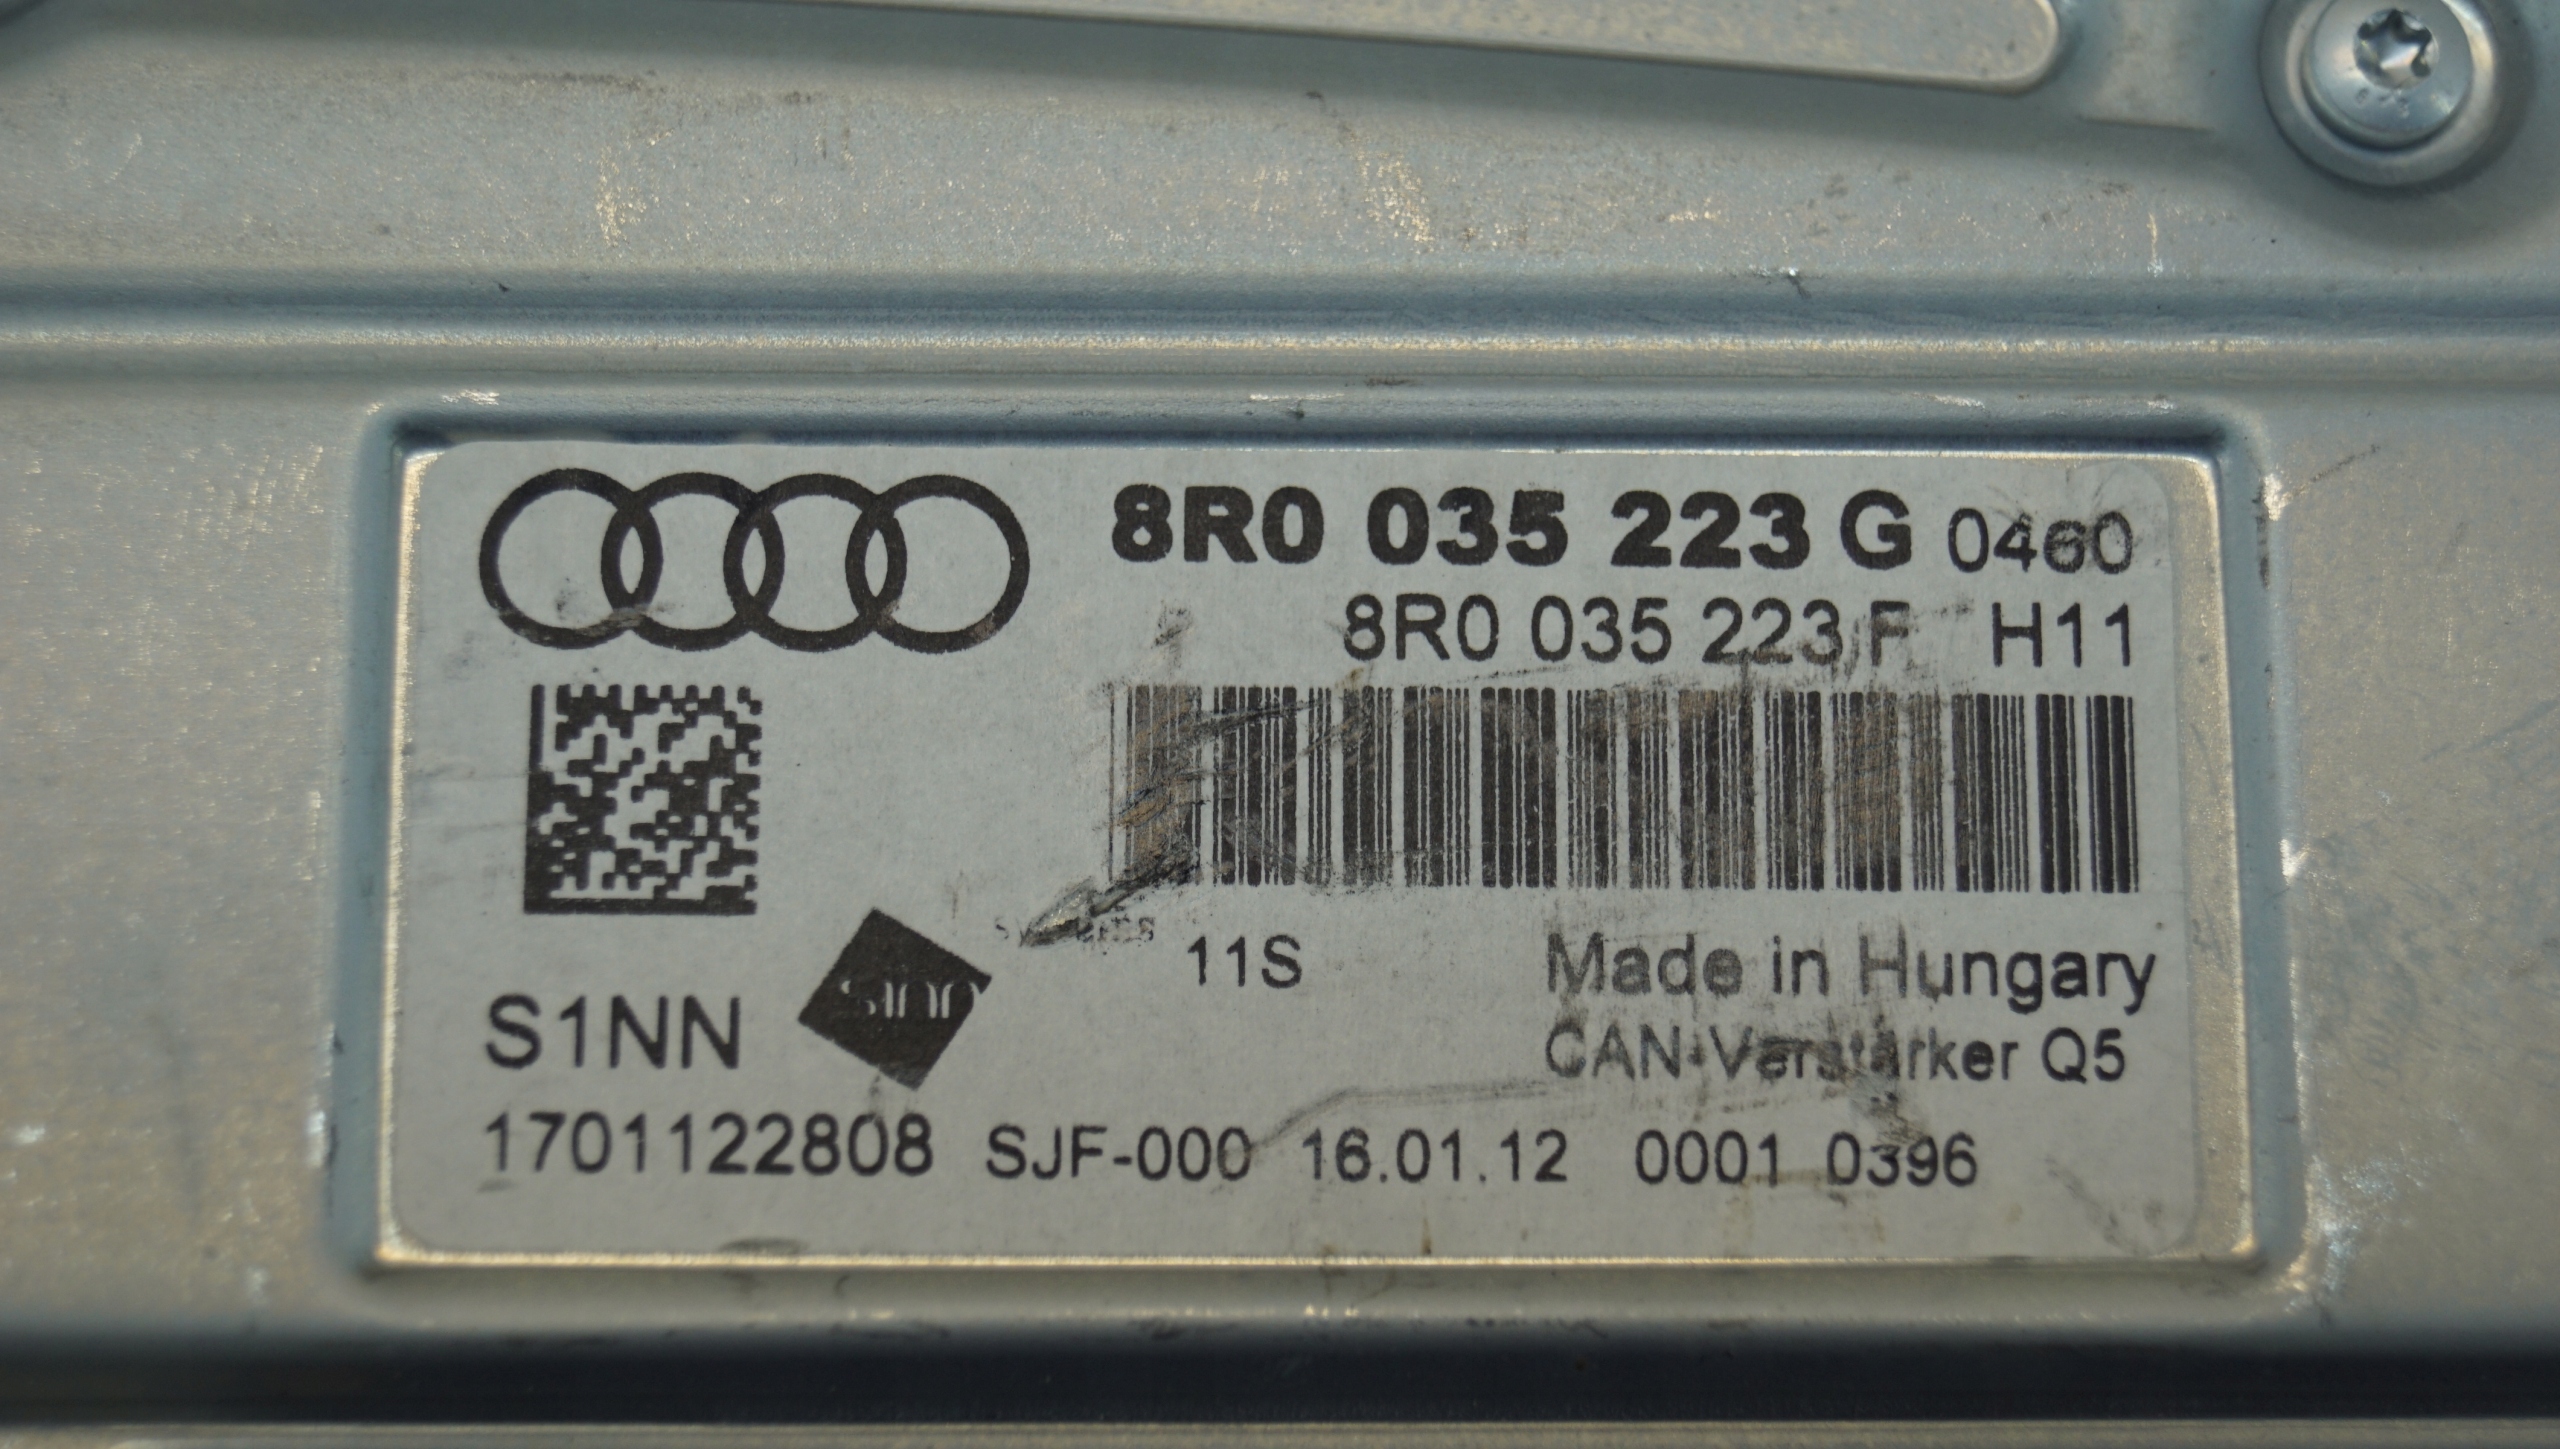 8R0 035 223 G 0460
8R0 035 223 F H11
11S
Made in Hungary
S1NN
CAN-Verstärker Q5
1701122808 SJF-000 16.01.12 0001 0396